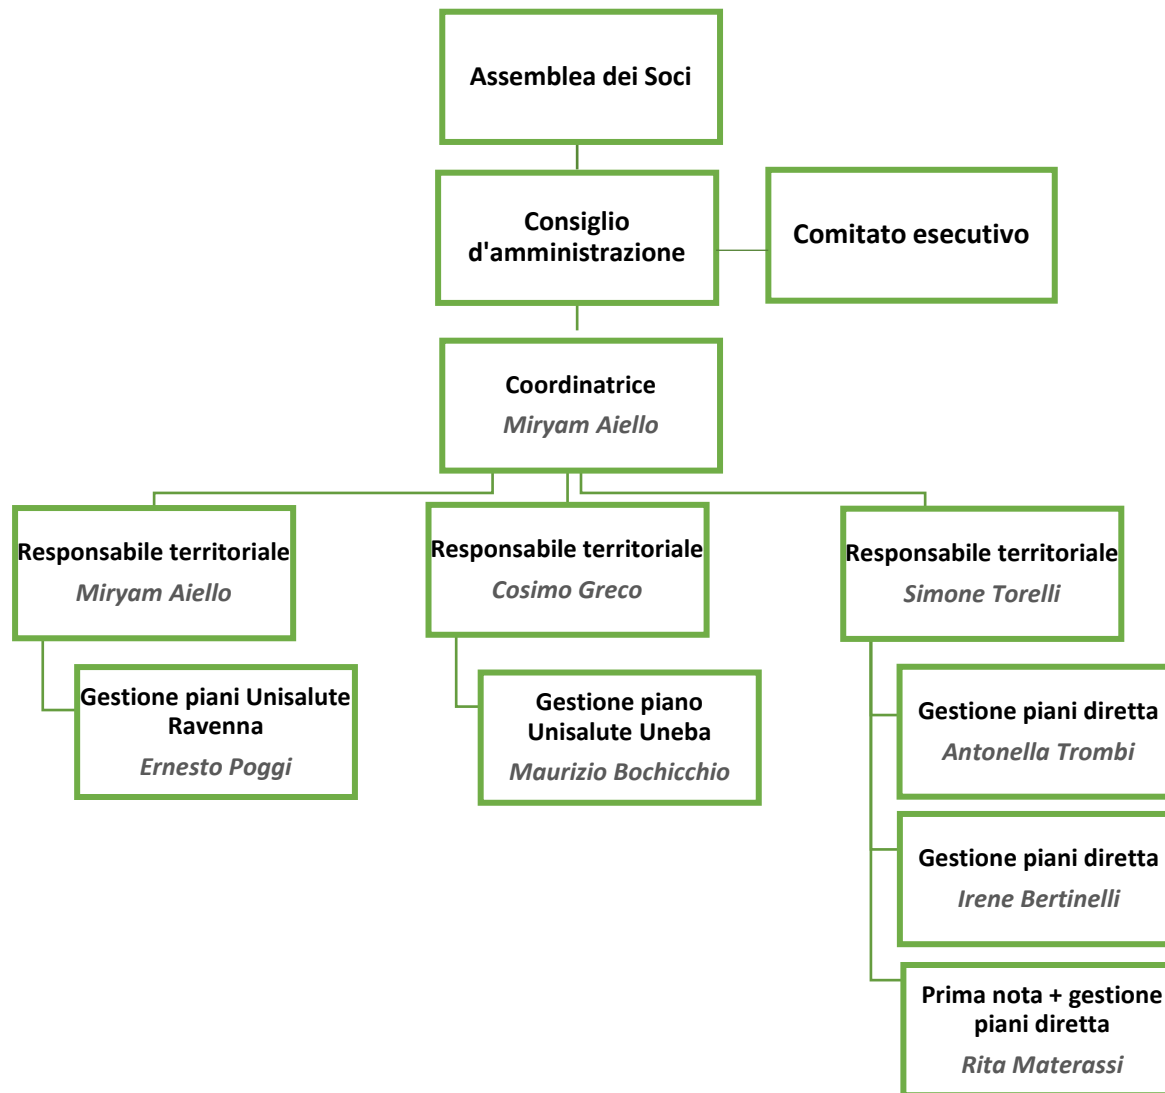 Assemblea dei Soci
Consiglio
d'amministrazione
Comitato esecutivo
Coordinatrice
Miryam Aiello
Responsabile territoriale
Miryam Aiello
Responsabile territoriale
Cosimo Greco
Responsabile territoriale
Simone Torelli
Gestione piani Unisalute
Ravenna
Ernesto Poggi
Gestione piano
Unisalute Uneba
Maurizio Bochicchio
Gestione piani diretta
Antonella Trombi
Gestione piani diretta
Irene Bertinelli
Prima nota + gestione
piani diretta
Rita Materassi